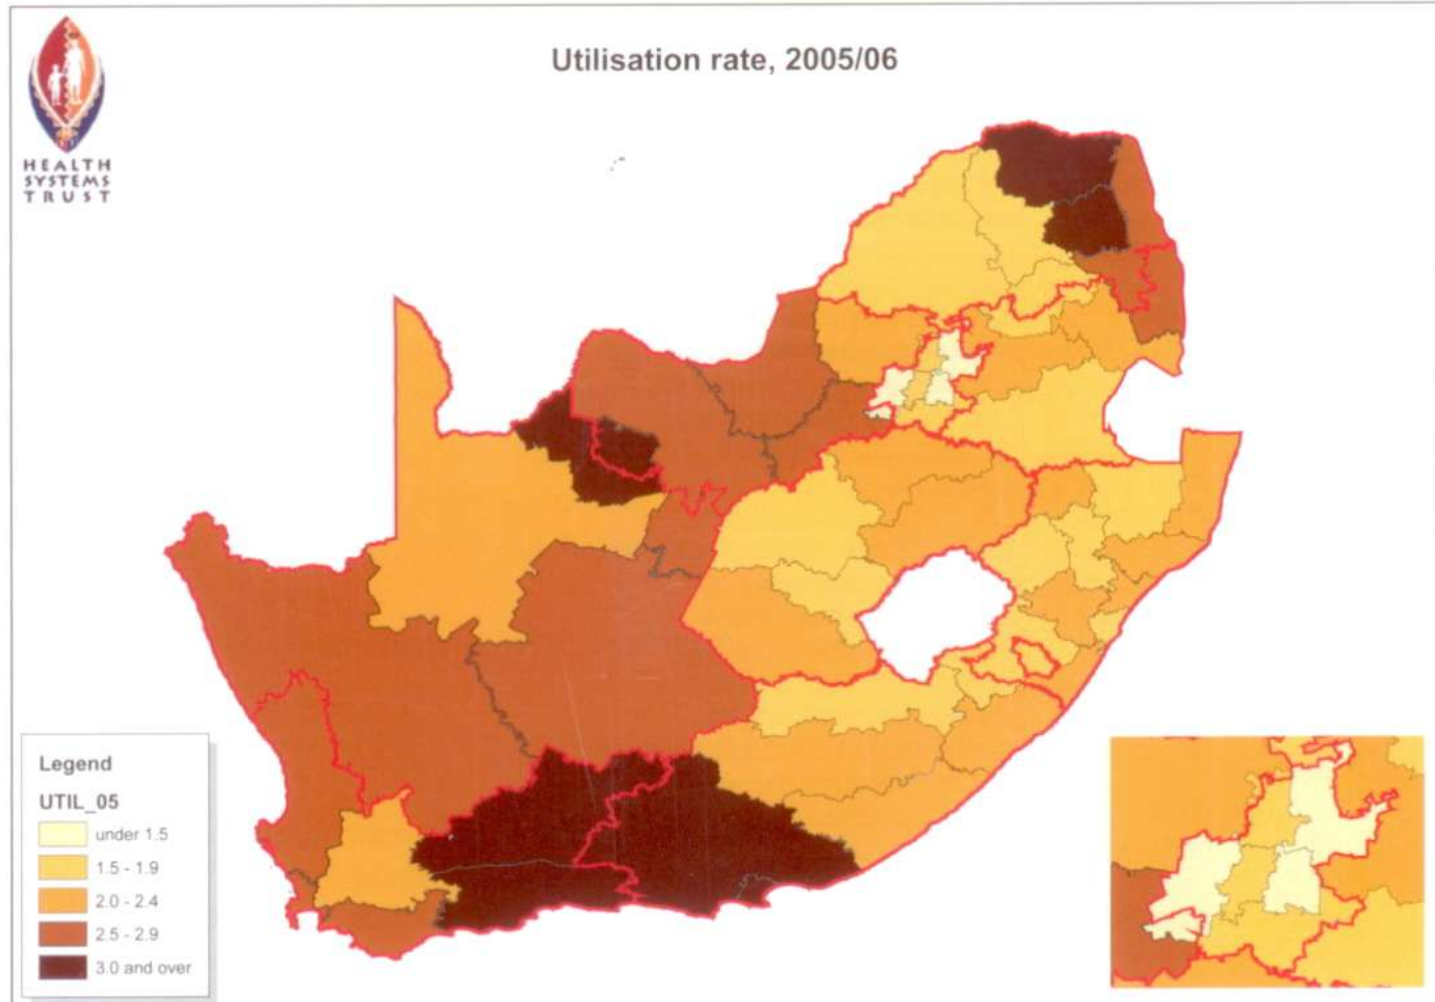 HEALTH
SYSTEMS
TRUST
Utilisation rate, 2005/06
Legend
UTIL_05
under 1.5
1.5 - 1.9
2.0 - 2.4
2.5 - 2.9
3.0 and over